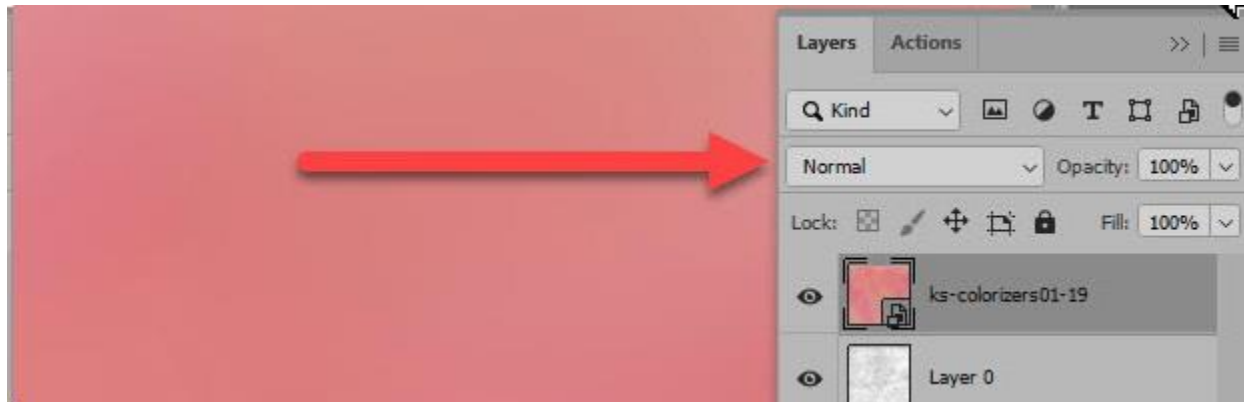 Layers Actions
Kind T
Normal Opacity: 100%
Lock: Fill: 100%
ks-colorizers01-19
Layer 0